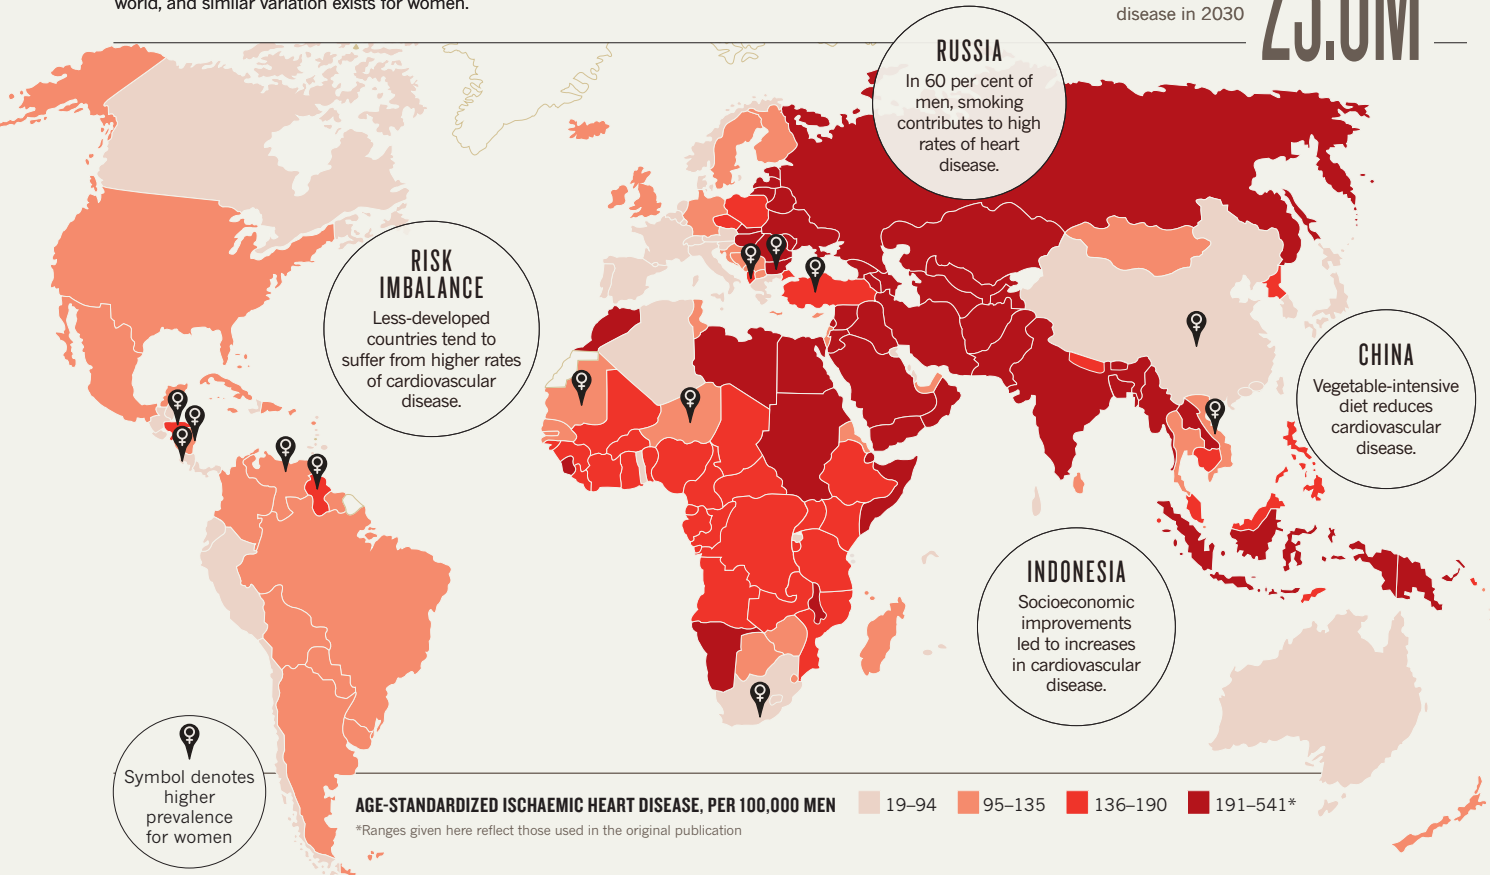 world, and similar variation exists for women.
disease in 2030
RUSSIA
In 60 per cent of
men, smoking
contributes to high
rates of heart
disease.
RISK
IMBALANCE
Less-developed
countries tend to
suffer from higher rates
of cardiovascular
disease.
CHINA
Vegetable-intensive
diet reduces
cardiovascular
disease.
INDONESIA
Socioeconomic
improvements
led to increases
in cardiovascular
disease.
Symbol denotes
higher
prevalence
for women
AGE-STANDARDIZED ISCHAEMIC HEART DISEASE, PER 100,000 MEN
19–94
95–135
136–190
191–541*
*Ranges given here reflect those used in the original publication